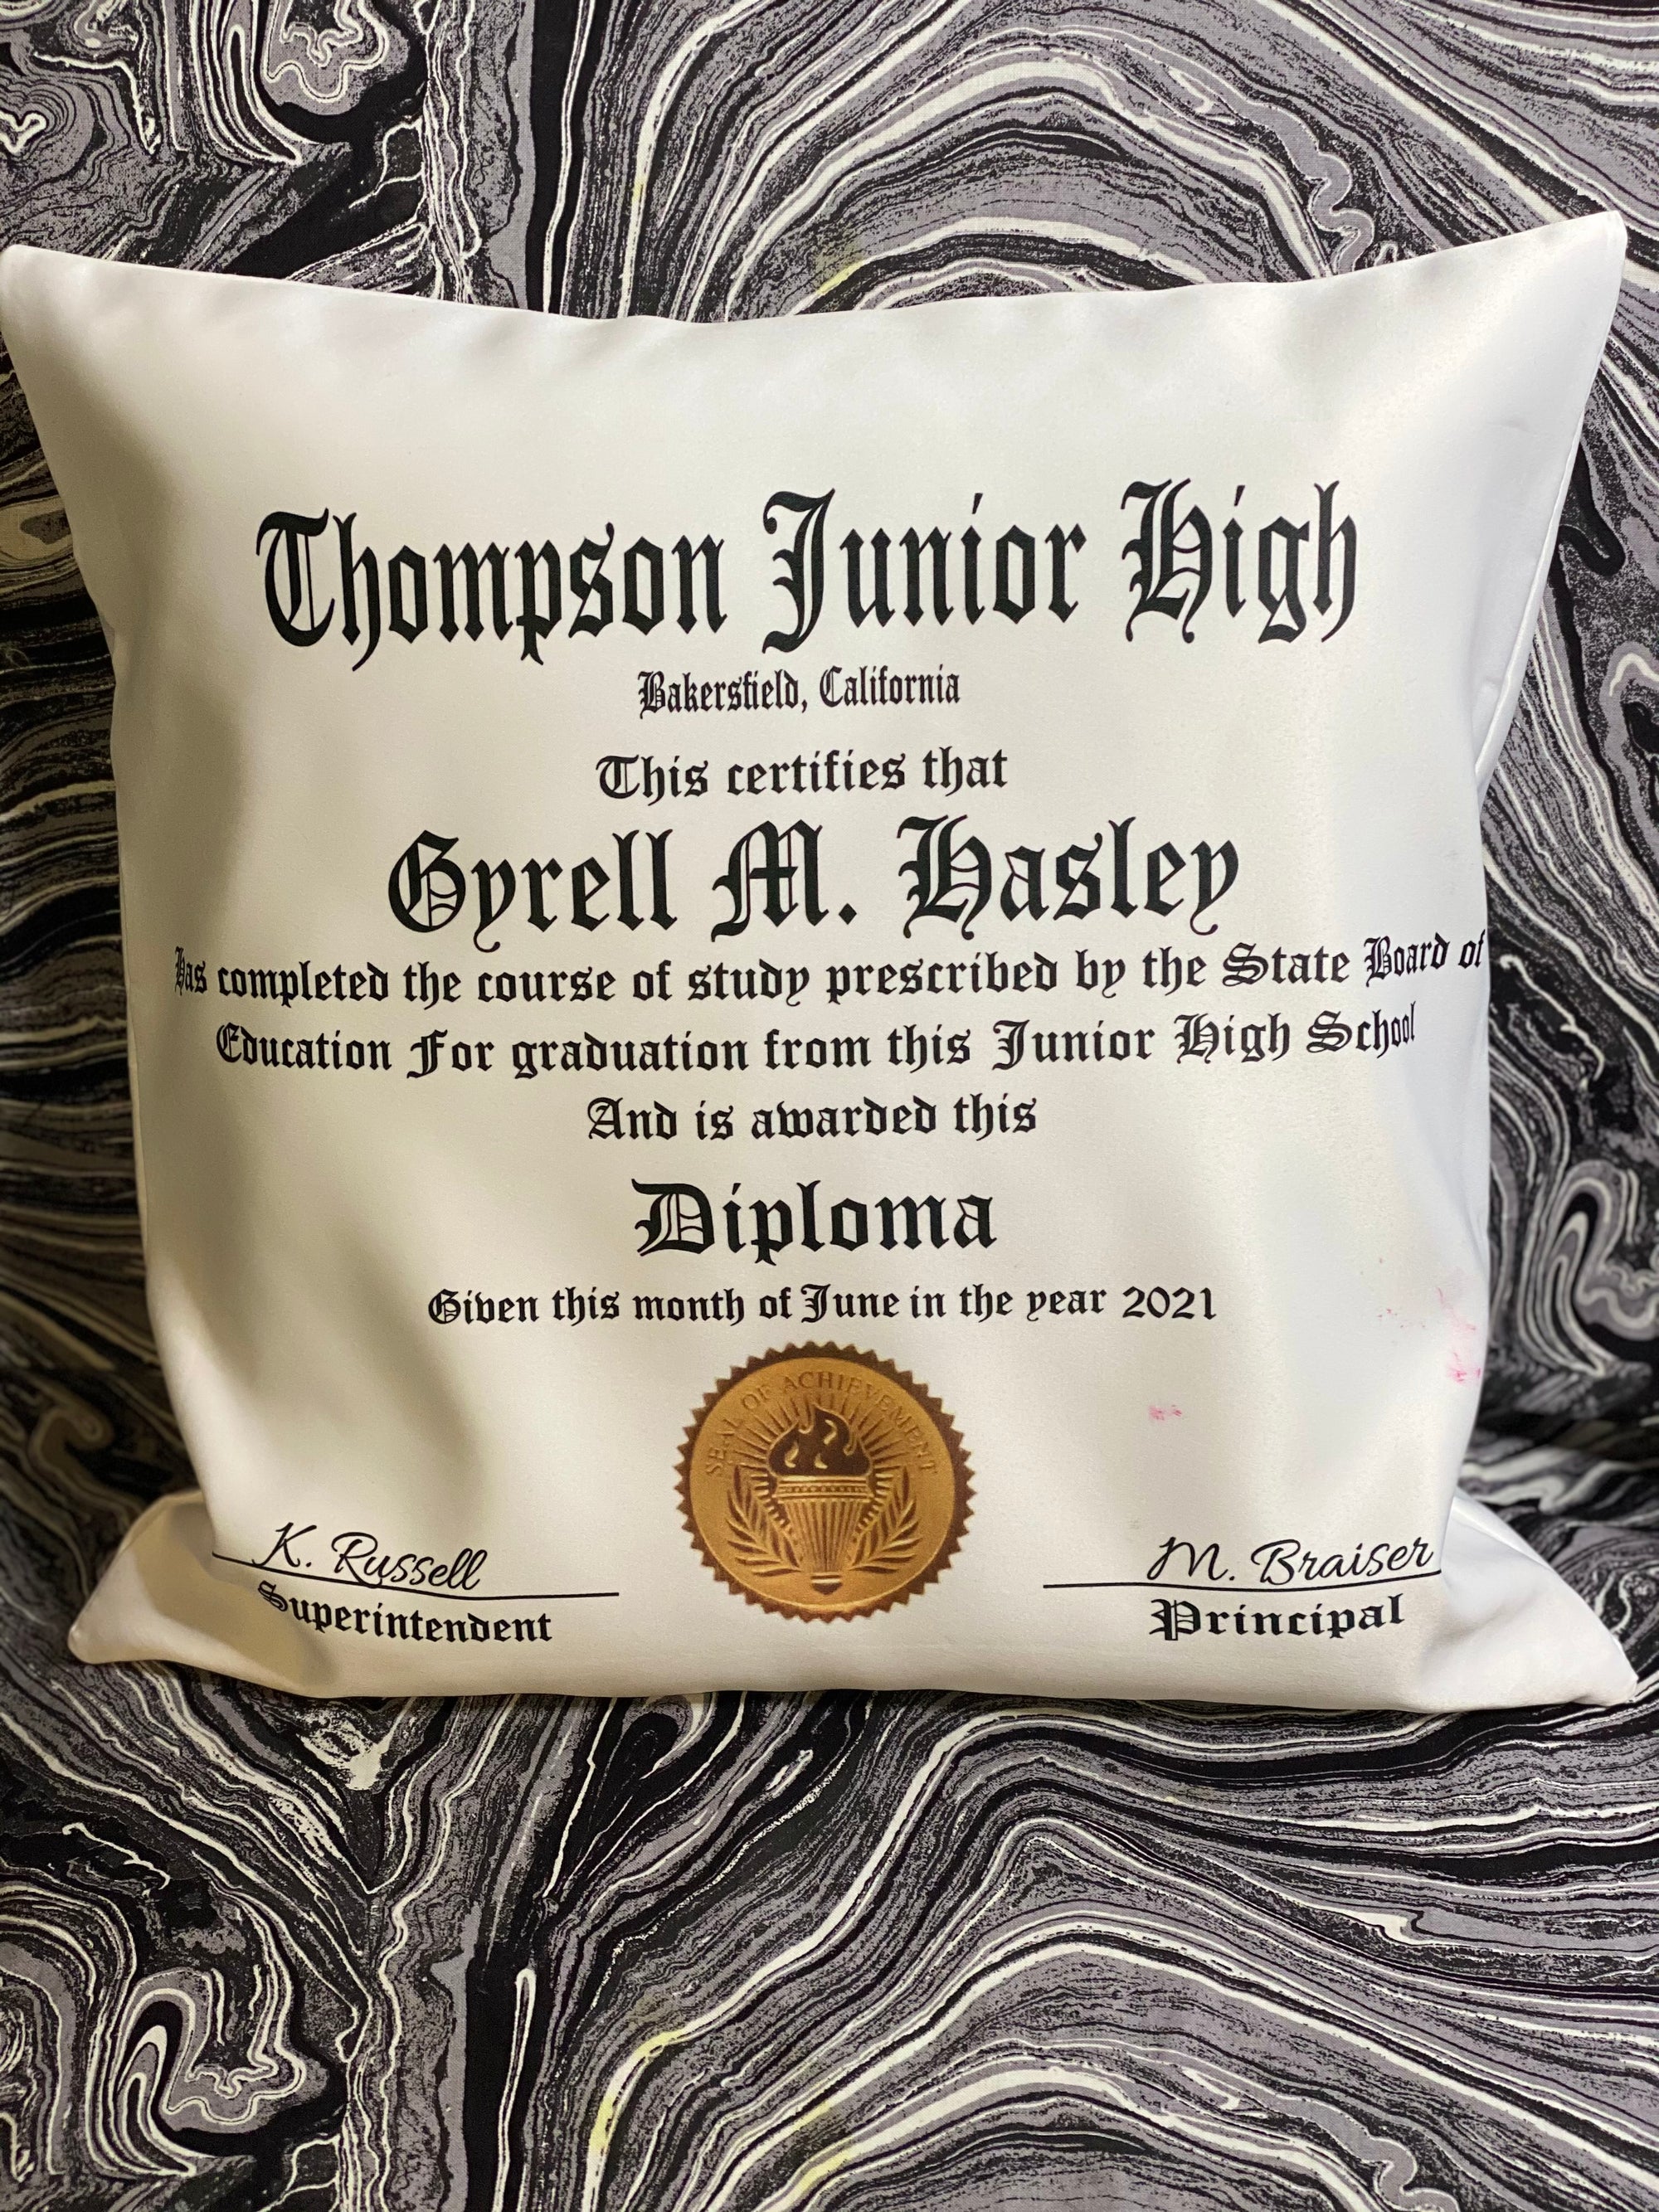 Thompson Junior High
Bakersfield, California
This certifies that
Gyrell M. Hasley
has completed the course of study prescribed by the State Board of
Education For graduation from this Junior High School
And is awarded this
Diploma
Given this month of June in the year 2021
SEAL OF ACHIEVEMENT
K. Russell
Superintendent
M. Braiser
Principal